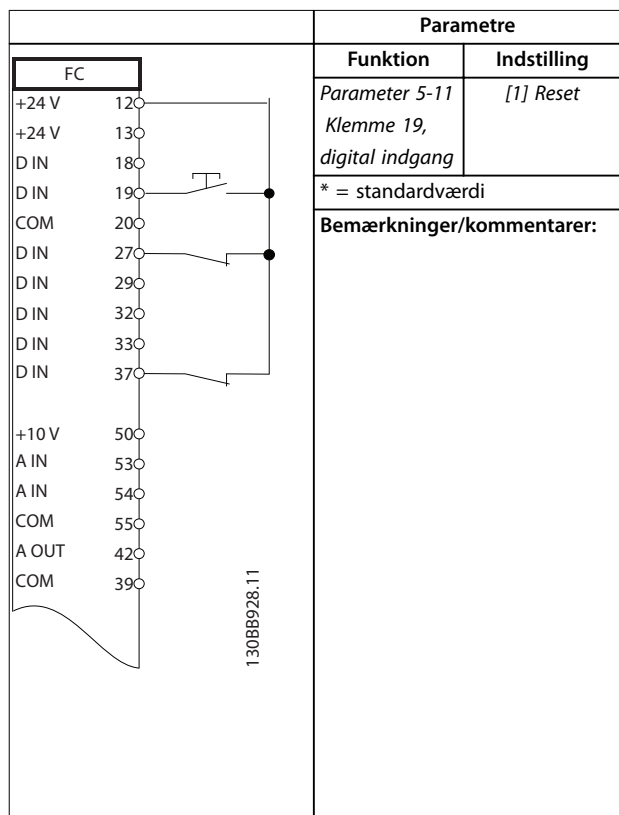 FC
+24 V 12
+24 V 13
D IN 18
D IN 19
COM 20
D IN 27
D IN 29
D IN 32
D IN 33
D IN 37
+10 V 50
A IN 53
A IN 54
COM 55
A OUT 42
COM 39
130BB928.11
Parametre
Funktion Indstilling
Parameter 5-11 [1] Reset
Klemme 19,
digital indgang
* = standardværdi
Bemærkninger/kommentarer: